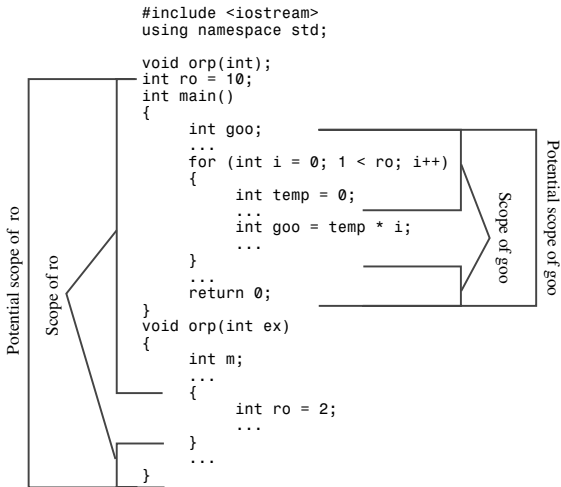 #include <iostream>
using namespace std;
void orp(int);
int ro = 10;
int main()
{
int goo;
...
for (int i = 0; 1 < ro; i++)
{
int temp = 0;
...
int goo = temp * i;
...
}
...
return 0;
}
void orp(int ex)
{
int m;
...
{
int ro = 2;
...
}
...
}
Potential scope of ro
Scope of ro
Scope of goo
Potential scope of goo